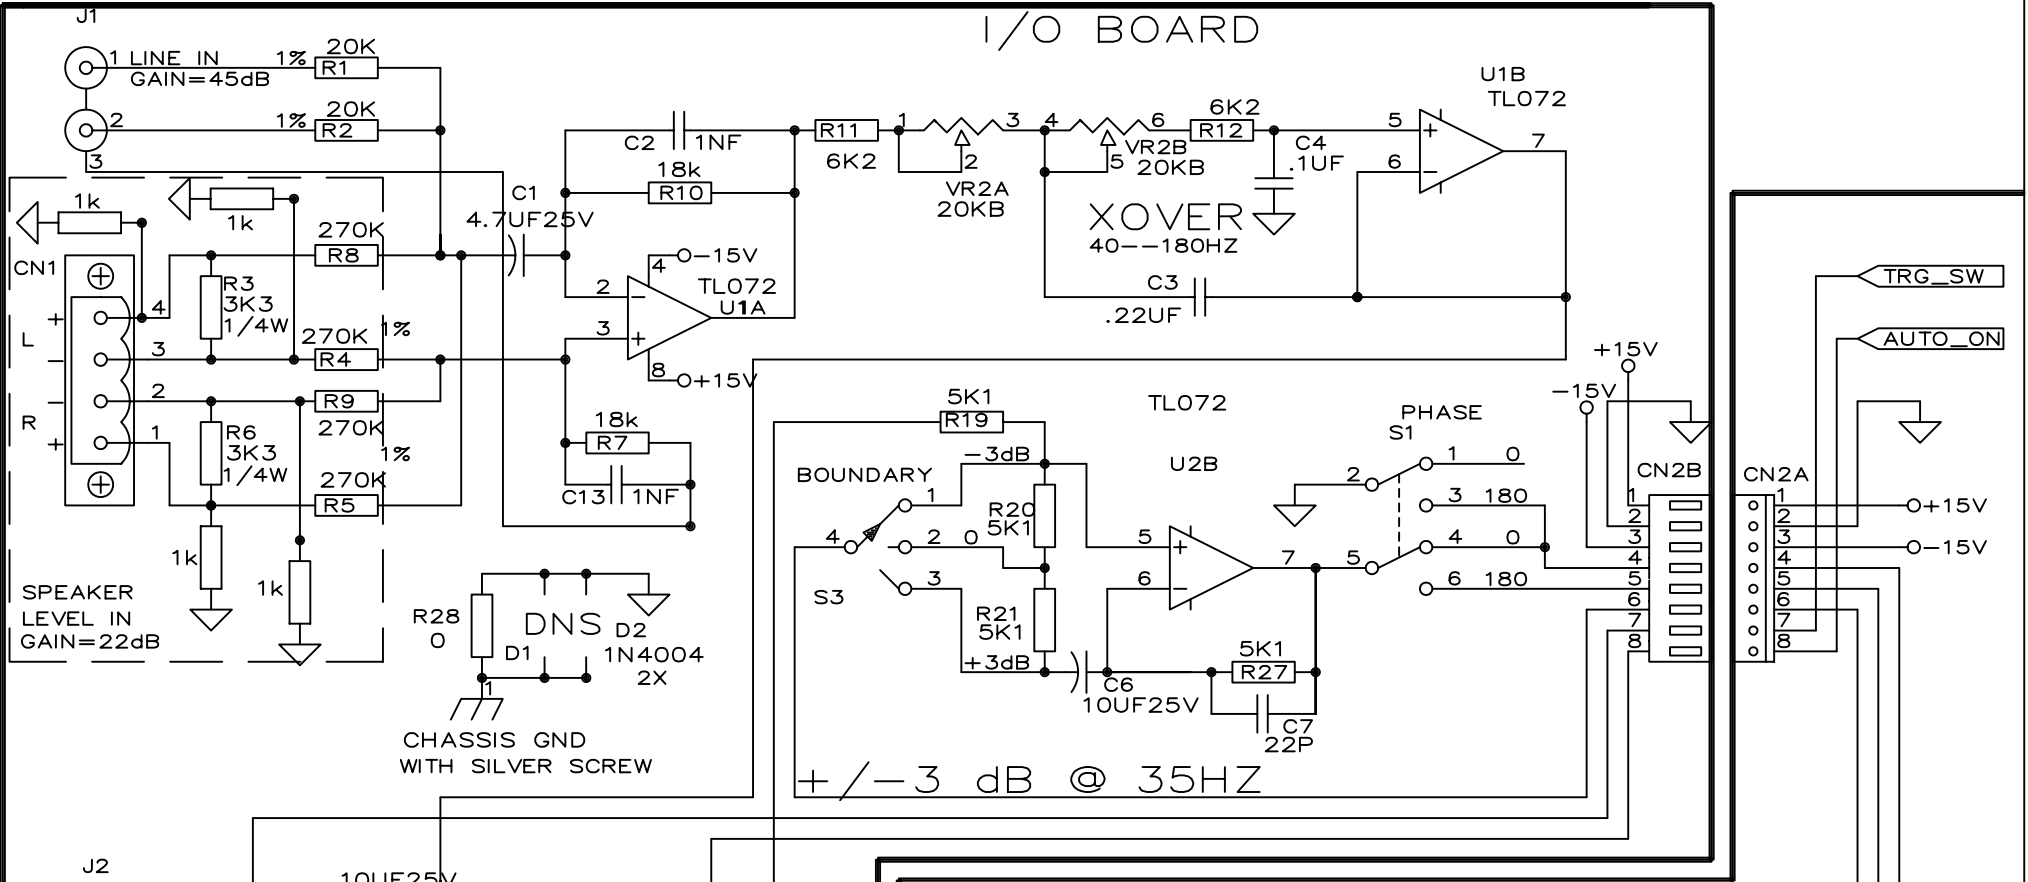 I/O BOARD
J1
1 LINE IN
GAIN=45dB
1% 20K
R1
2
1% 20K
R2
3
1k
1k
CN1
270K
R8
R3
3K3
1/4W
4
+
L
3
−
270K 1%
R4
2
−
R9
270K
1%
R
1
+
R6
3K3
1/4W
270K
R5
1k
1k
SPEAKER
LEVEL IN
GAIN=22dB
C1
4.7UF25V
C2 1NF
18k
R10
−15V
4
TL072
U1A
2
−
3
+
8
+15V
18k
R7
C13 1NF
R11
6K2
1 3
2
VR2A
20KB
4 6
5
VR2B
20KB
6K2
R12
C4
.1UF
XOVER
40--180HZ
C3
.22UF
U1B
TL072
5 +
6 −
7
R28
0
DNS
D1
D2
1N4004
2X
1
CHASSIS GND
WITH SILVER SCREW
5K1
R19
TL072
U2B
−3dB
BOUNDARY
1
4
2 0
3
S3
R20
5K1
R21
5K1
+3dB
5 +
6 −
7
C6
10UF25V
5K1
R27
C7
22P
PHASE
S1
2
1 0
3 180
4 0
5
6 180
+/−3 dB @ 35HZ
+15V
−15V
CN2B
1
2
3
4
5
6
7
8
CN2A
1
2
3
4
5
6
7
8
+15V
−15V
TRG_SW
AUTO_ON
J2
10UF25V